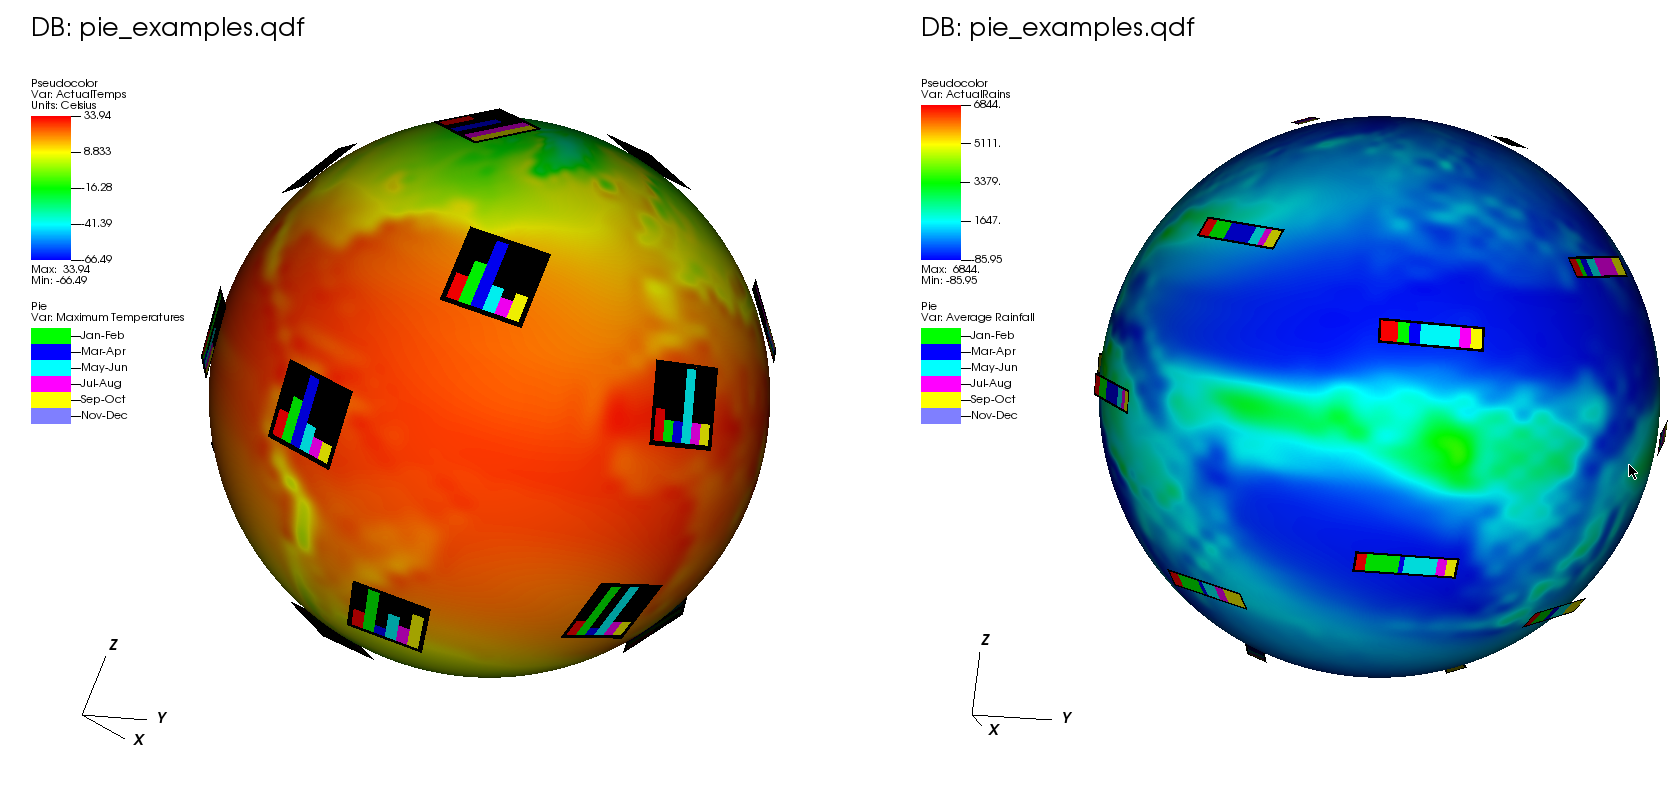 DB: pie_examples.qdf
Pseudocolor
Var: ActualTemps
Units: Celsius
33.94
8.833
-16.28
-41.39
-66.49
Max: 33.94
Min: -66.49
Pie
Var: Maximum Temperatures
Jan-Feb
Mar-Apr
May-Jun
Jul-Aug
Sep-Oct
Nov-Dec
Z
Y
X
DB: pie_examples.qdf
Pseudocolor
Var: ActualRains
6844.
5111.
3379.
1647.
-85.95
Max: 6844.
Min: -85.95
Pie
Var: Average Rainfall
Jan-Feb
Mar-Apr
May-Jun
Jul-Aug
Sep-Oct
Nov-Dec
Z
Y
X